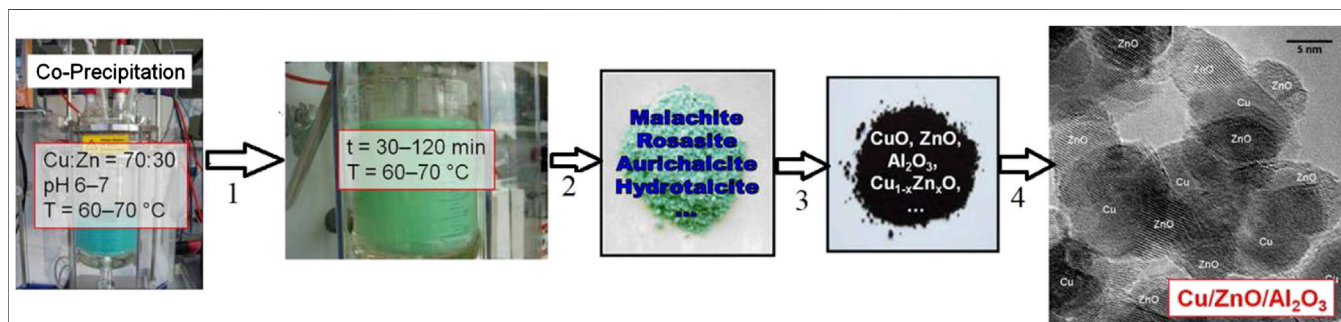 Co-Precipitation
Cu:Zn = 70:30
pH 6–7
T = 60–70 °C
1
t = 30–120 min
T = 60–70 °C
2
Malachite
Rosasite
Aurichalcite
Hydrotalcite
...
3
CuO, ZnO,
Al₂O₃,
Cu₁₋ₓZnₓO,
...
4
5 nm
ZnO
ZnO
ZnO
Cu
ZnO
ZnO
ZnO
Cu
Cu
ZnO
Cu
ZnO
Cu
ZnO
Cu/ZnO/Al₂O₃